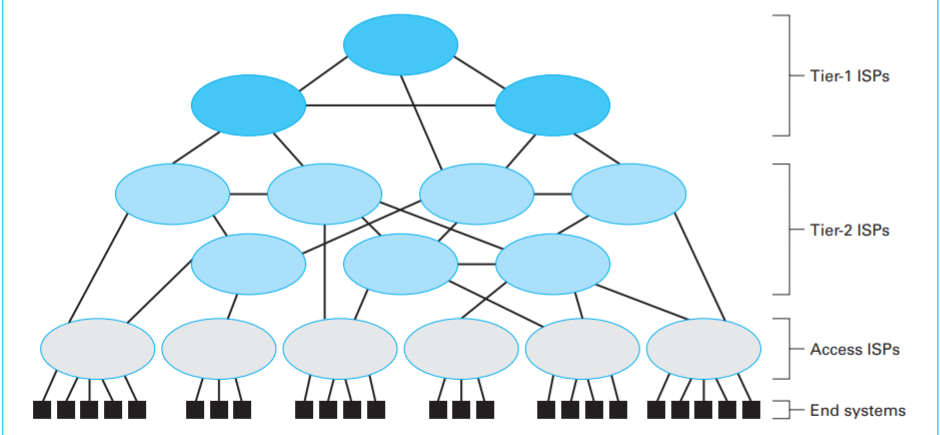 Tier-1 ISPs
Tier-2 ISPs
Access ISPs
End systems